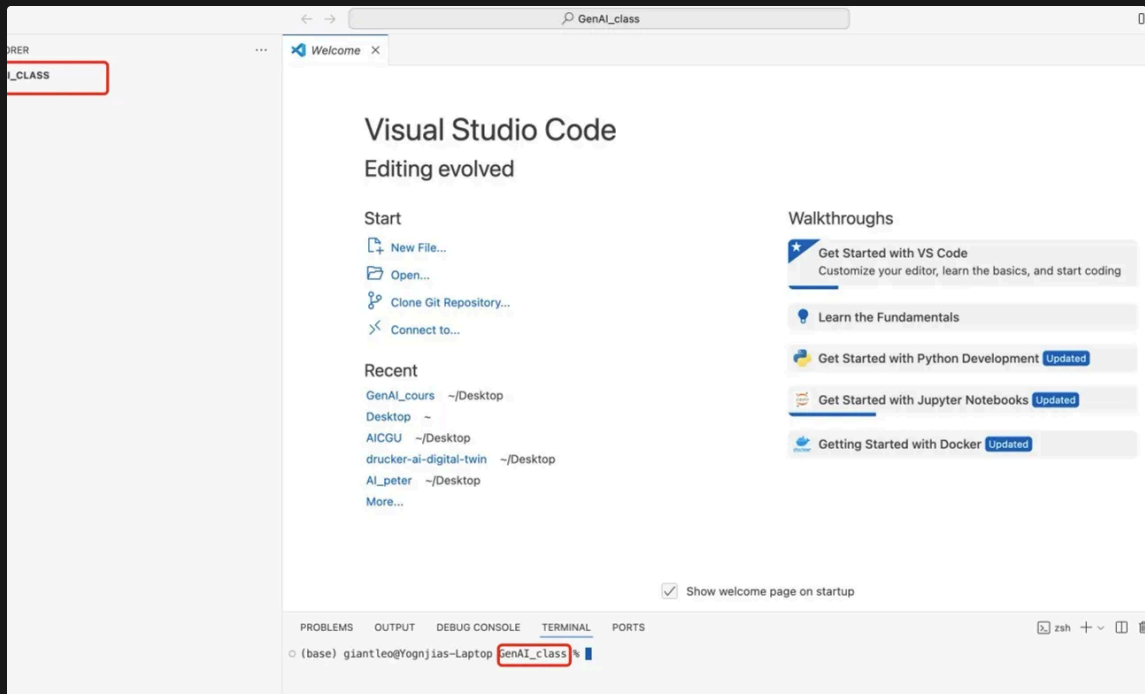 GenAI_class
ORER
...
I_CLASS
Welcome
Visual Studio Code
Editing evolved
Start
New File...
Open...
Clone Git Repository...
Connect to...
Recent
GenAI_cours ~/Desktop
Desktop ~
AICGU ~/Desktop
drucker-ai-digital-twin ~/Desktop
AI_peter ~/Desktop
More...
Walkthroughs
Get Started with VS Code
Customize your editor, learn the basics, and start coding
Learn the Fundamentals
Get Started with Python Development Updated
Get Started with Jupyter Notebooks Updated
Getting Started with Docker Updated
Show welcome page on startup
PROBLEMS OUTPUT DEBUG CONSOLE TERMINAL PORTS zsh
(base) giantleo@Yognjias-Laptop GenAI_class %